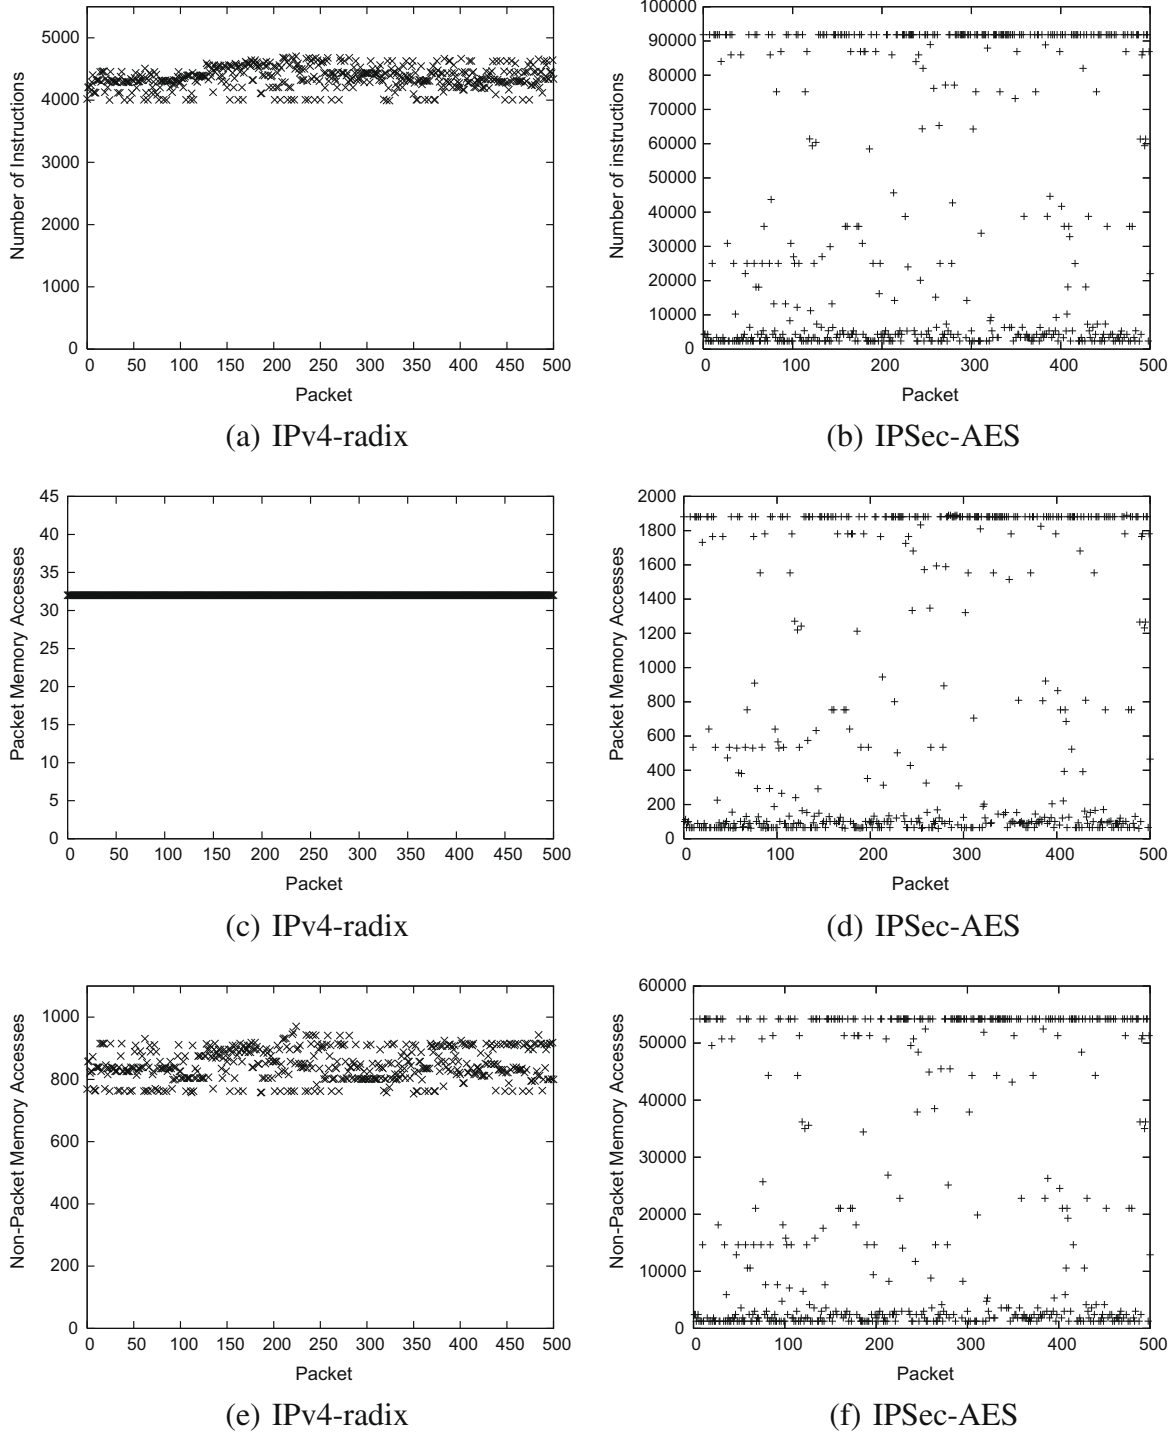 5000
4000
3000
2000
1000
0
Number of Instructions
0 50 100 150 200 250 300 350 400 450 500
Packet
(a) IPv4-radix
100000
90000
80000
70000
60000
50000
40000
30000
20000
10000
0
Number of instructions
0 100 200 300 400 500
Packet
(b) IPSec-AES
45
40
35
30
25
20
15
10
5
0
Packet Memory Accesses
0 50 100 150 200 250 300 350 400 450 500
Packet
(c) IPv4-radix
2000
1800
1600
1400
1200
1000
800
600
400
200
0
Packet Memory Accesses
0 100 200 300 400 500
Packet
(d) IPSec-AES
1000
800
600
400
200
0
Non-Packet Memory Accesses
0 50 100 150 200 250 300 350 400 450 500
Packet
(e) IPv4-radix
60000
50000
40000
30000
20000
10000
0
Non-Packet Memory Accesses
0 100 200 300 400 500
Packet
(f) IPSec-AES